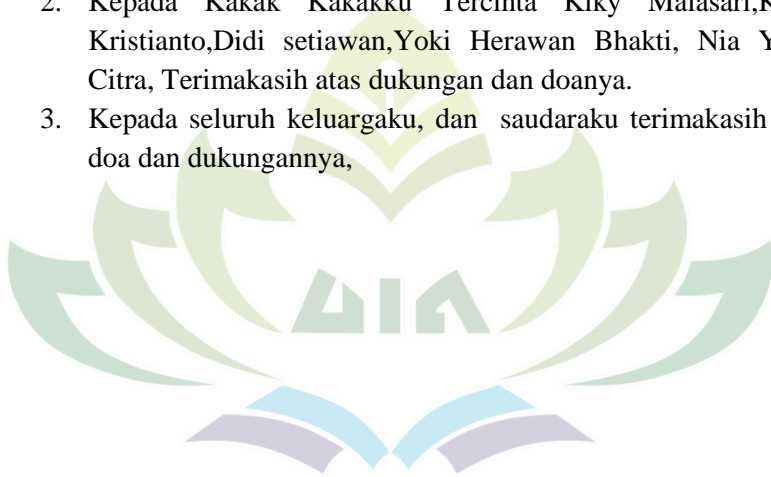 2. Kepada Kakak Kakakku Tercinta Kiky Malasari,
Kristianto,Didi setiawan,Yoki Herawan Bhakti, Nia
Citra, Terimakasih atas dukungan dan doanya.
3. Kepada seluruh keluargaku, dan saudaraku terimakasih
doa dan dukungannya,
UIN